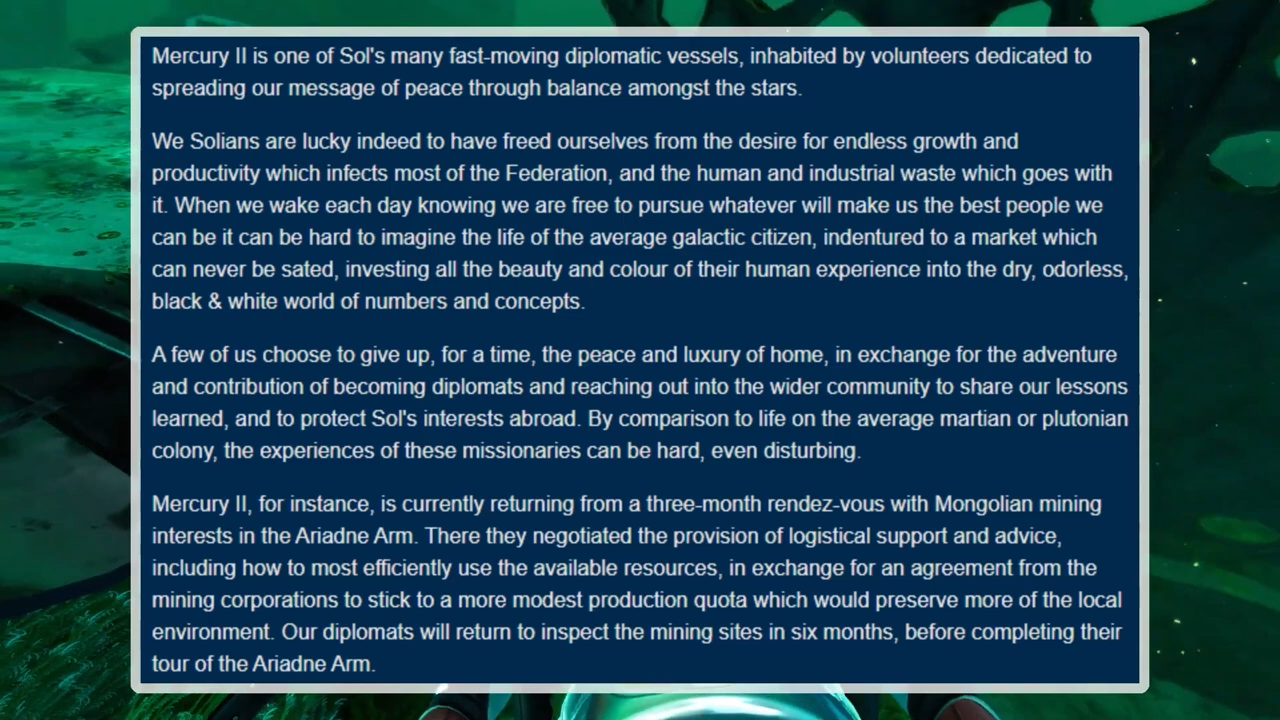 Mercury II is one of Sol's many fast-moving diplomatic vessels, inhabited by volunteers dedicated to
spreading our message of peace through balance amongst the stars.
We Solians are lucky indeed to have freed ourselves from the desire for endless growth and
productivity which infects most of the Federation, and the human and industrial waste which goes with
it. When we wake each day knowing we are free to pursue whatever will make us the best people we
can be it can be hard to imagine the life of the average galactic citizen, indentured to a market which
can never be sated, investing all the beauty and colour of their human experience into the dry, odorless,
black & white world of numbers and concepts.
A few of us choose to give up, for a time, the peace and luxury of home, in exchange for the adventure
and contribution of becoming diplomats and reaching out into the wider community to share our lessons
learned, and to protect Sol's interests abroad. By comparison to life on the average martian or plutonian
colony, the experiences of these missionaries can be hard, even disturbing.
Mercury II, for instance, is currently returning from a three-month rendez-vous with Mongolian mining
interests in the Ariadne Arm. There they negotiated the provision of logistical support and advice,
including how to most efficiently use the available resources, in exchange for an agreement from the
mining corporations to stick to a more modest production quota which would preserve more of the local
environment. Our diplomats will return to inspect the mining sites in six months, before completing their
tour of the Ariadne Arm.